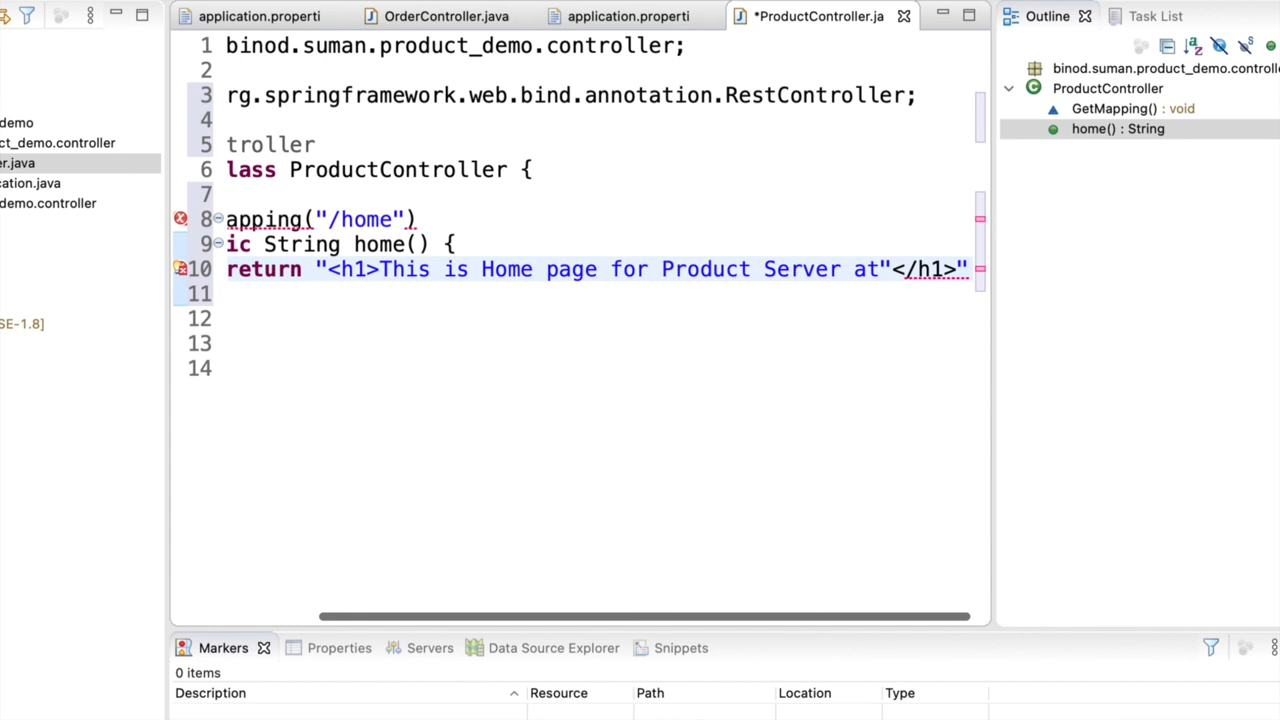 application.properti
OrderController.java
application.properti
*ProductController.ja
Outline
Task List
1 binod.suman.product_demo.controller;
2
3 rg.springframework.web.bind.annotation.RestController;
4
5 troller
6 lass ProductController {
7
8 apping("/home")
9 ic String home() {
10 return "<h1>This is Home page for Product Server at"</h1>"
11
12
13
14
demo
ct_demo.controller
er.java
cation.java
demo.controller
SE-1.8]
binod.suman.product_demo.controlle
ProductController
GetMapping() : void
home() : String
Markers
Properties
Servers
Data Source Explorer
Snippets
0 items
Description
Resource
Path
Location
Type